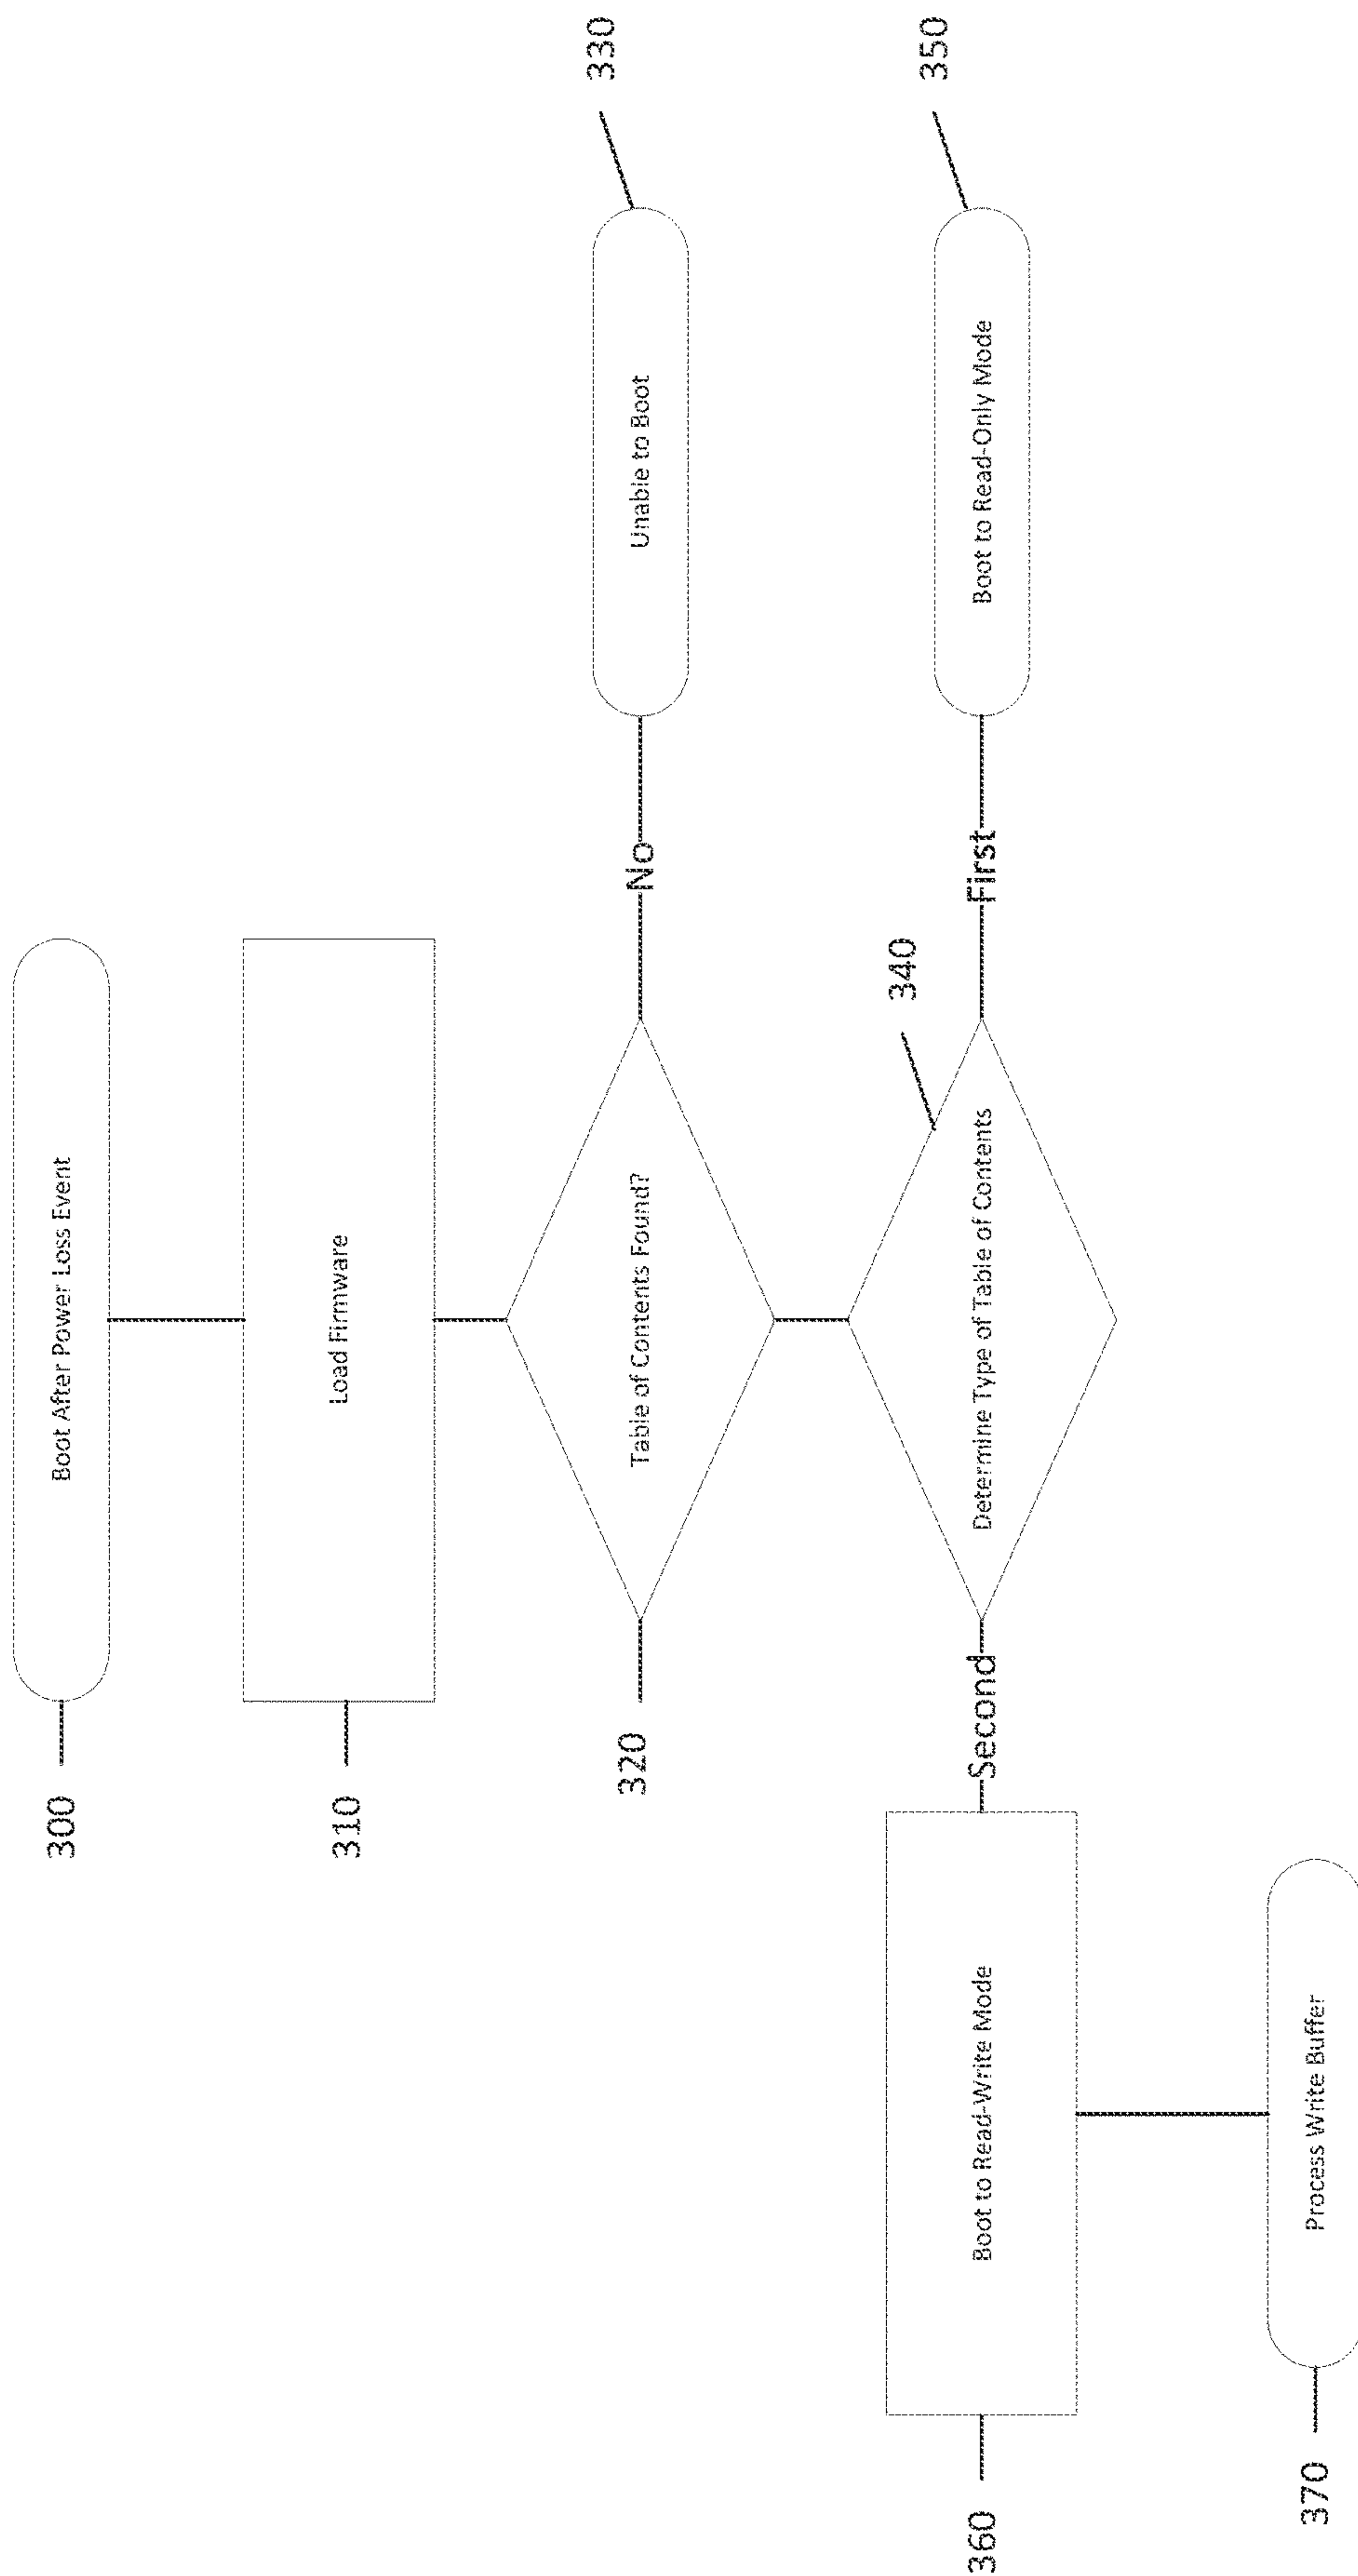 300
Boot After Power Loss Event
310
Load Firmware
320
Table of Contents Found?
No
Unable to Boot
330
340
Determine Type of Table of Contents
First
Boot to Read-Only Mode
350
Second
360
Boot to Read-Write Mode
370
Process Write Buffer